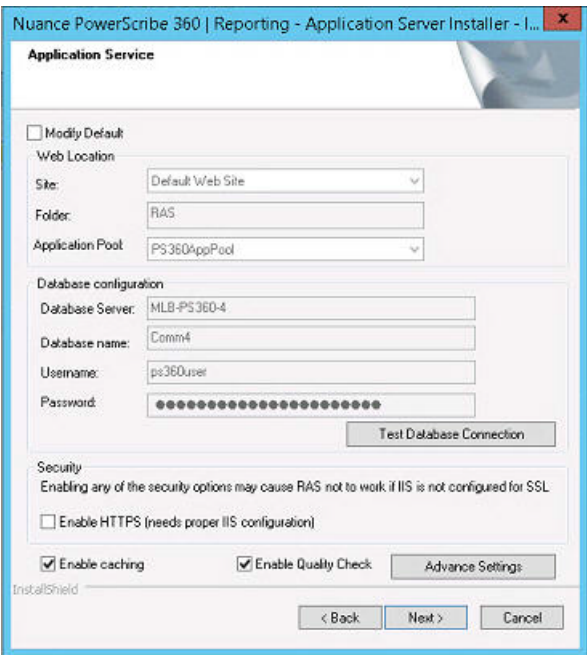 Nuance PowerScribe 360 | Reporting - Application Server Installer - I...
x
Application Service
Modify Default
Web Location
Site: Default Web Site
Folder: RAS
Application Pool: PS360AppPool
Database configuration
Database Server: MLB-PS360-4
Database name: Comm4
Username: ps360user
Password: ●●●●●●●●●●●●●●●●●●●●●●
Test Database Connection
Security
Enabling any of the security options may cause RAS not to work if IIS is not configured for SSL
Enable HTTPS (needs proper IIS configuration)
Enable caching Enable Quality Check Advance Settings
InstallShield
< Back Next > Cancel